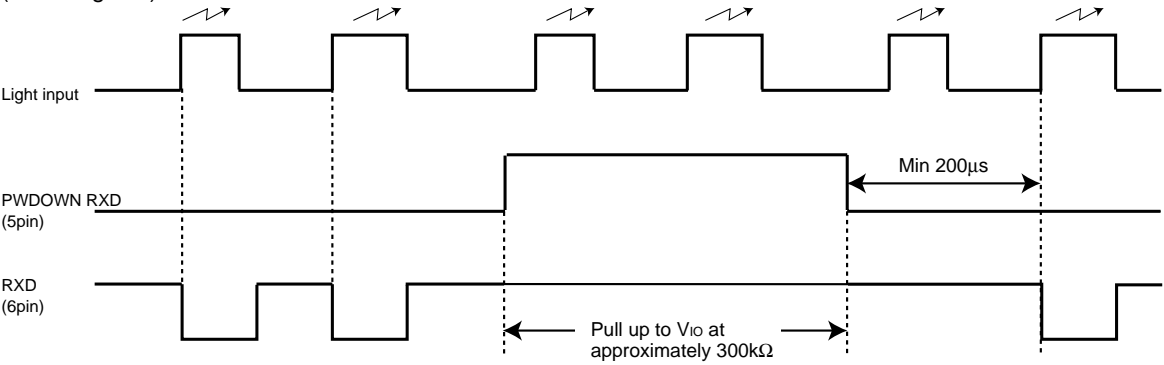 Light input
Min 200µs
PWDOWN RXD
(5pin)
RXD
(6pin)
Pull up to VIO at
approximately 300kΩ